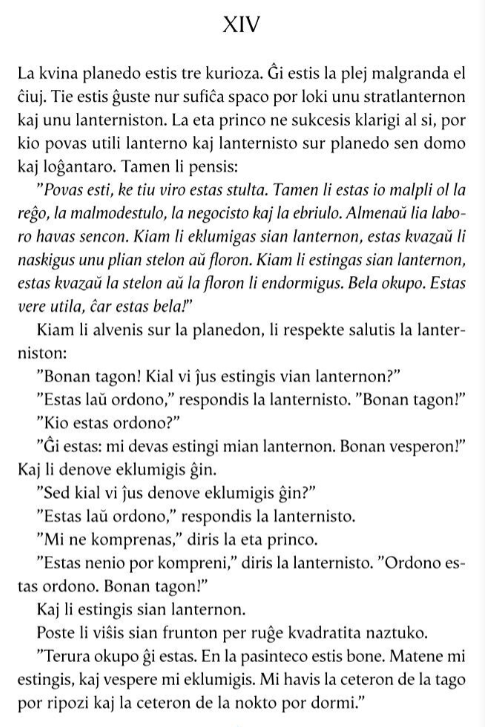 XIV
La kvina planedo estis tre kurioza. Ĝi estis la plej malgranda el
ĉiuj. Tie estis ĝuste nur sufiĉa spaco por loki unu stratlanternon
kaj unu lanterniston. La eta princo ne sukcesis klarigi al si, por
kio povas utili lanterno kaj lanternisto sur planedo sen domo
kaj loĝantaro. Tamen li pensis:
”Povas esti, ke tiu viro estas stulta. Tamen li estas io malpli ol la
reĝo, la malmodestulo, la negocisto kaj la ebriulo. Almenaŭ lia labo-
ro havas sencon. Kiam li eklumigas sian lanternon, estas kvazaŭ li
naskigus unu plian stelon aŭ floron. Kiam li estingas sian lanternon,
estas kvazaŭ la stelon aŭ la floron li endormigus. Bela okupo. Estas
vere utila, ĉar estas bela!”
Kiam li alvenis sur la planedon, li respekte salutis la lanter-
niston:
”Bonan tagon! Kial vi ĵus estingis vian lanternon?”
”Estas laŭ ordono,” respondis la lanternisto. ”Bonan tagon!”
”Kio estas ordono?”
”Ĝi estas: mi devas estingi mian lanternon. Bonan vesperon!”
Kaj li denove eklumigis ĝin.
”Sed kial vi ĵus denove eklumigis ĝin?”
”Estas laŭ ordono,” respondis la lanternisto.
”Mi ne komprenas,” diris la eta princo.
”Estas nenio por kompreni,” diris la lanternisto. ”Ordono es-
tas ordono. Bonan tagon!”
Kaj li estingis sian lanternon.
Poste li viŝis sian frunton per ruĝe kvadratita naztuko.
”Terura okupo ĝi estas. En la pasinteco estis bone. Matene mi
estingis, kaj vespere mi eklumigis. Mi havis la ceteron de la tago
por ripozi kaj la ceteron de la nokto por dormi.”